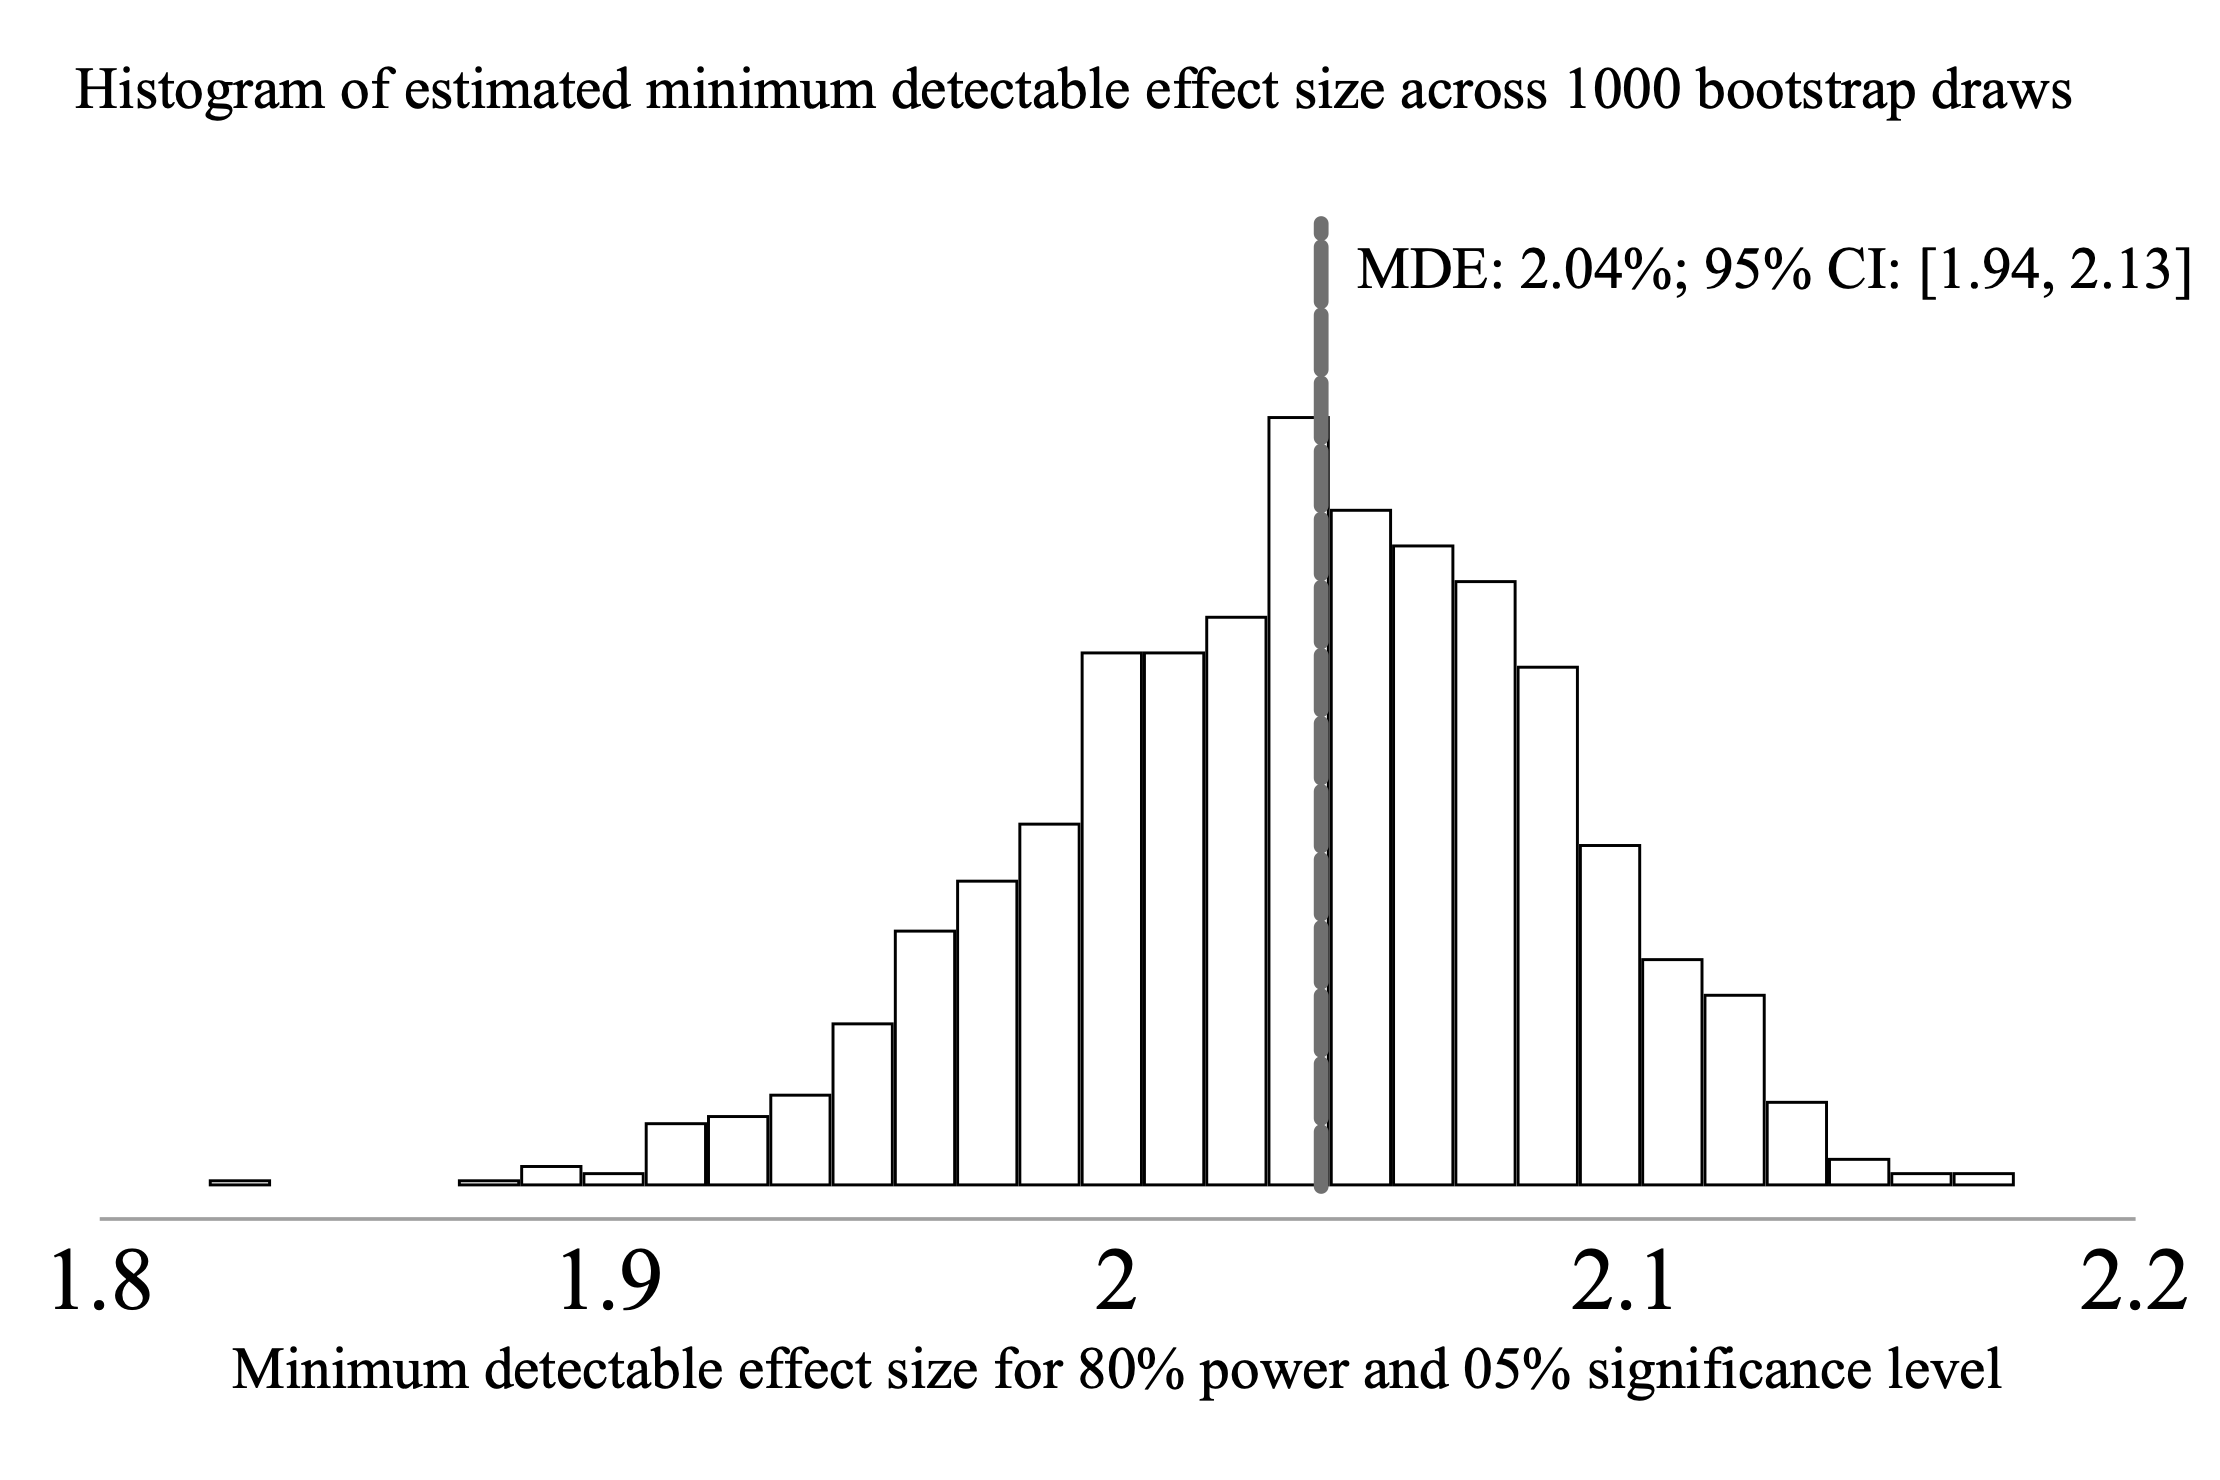 Histogram of estimated minimum detectable effect size across 1000 bootstrap draws
MDE: 2.04%; 95% CI: [1.94, 2.13]
1.8 1.9 2 2.1 2.2
Minimum detectable effect size for 80% power and 05% significance level